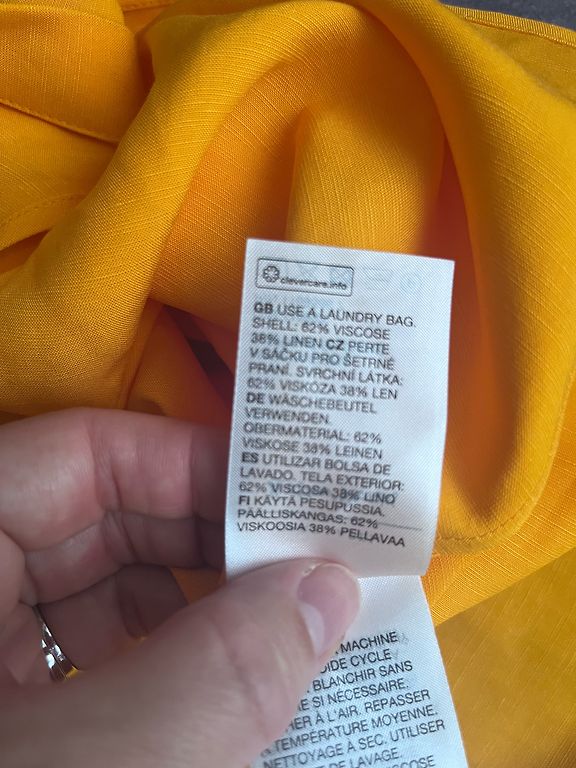 clevercare.info
GB USE A LAUNDRY BAG.
SHELL: 62% VISCOSE
38% LINEN CZ PERTE
V SÁČKU PRO ŠETRNÉ
PRANÍ. SVRCHNÍ LÁTKA:
62% VISKÓZA 38% LEN
DE WÄSCHEBEUTEL
VERWENDEN.
OBERMATERIAL: 62%
VISKOSE 38% LEINEN
ES UTILIZAR BOLSA DE
LAVADO. TELA EXTERIOR:
62% VISCOSA 38% LINO
FI KÄYTÄ PESUPUSSIA.
PÄÄLLISKANGAS: 62%
VISKOOSIA 38% PELLAVAA
MACHINE
CYCLE
BLANCHIR SANS
SI NÉCESSAIRE.
À L'AIR. REPASSER
TEMPÉRATURE MOYENNE.
NETTOYAGE À SEC. UTILISER
DE LAVAGE.